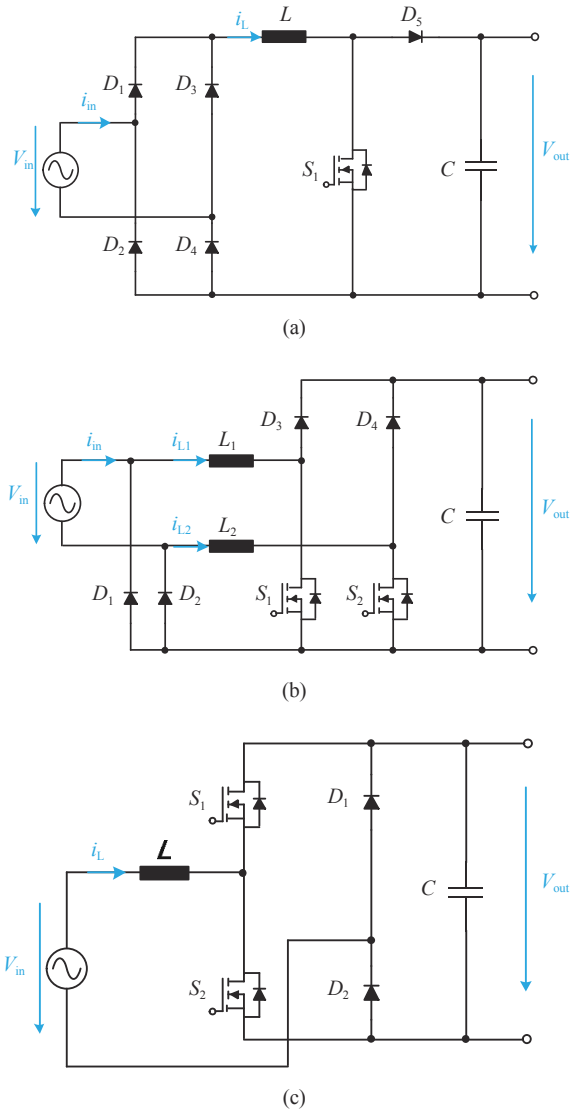 i_L L D_5
D_1 D_3
i_in
V_in
S_1 C V_out
D_2 D_4
(a)
D_3 D_4
i_in i_L1 L_1
V_in C V_out
i_L2 L_2
D_1 D_2 S_1 S_2
(b)
S_1 D_1
i_L L
C V_out
V_in
S_2 D_2
(c)